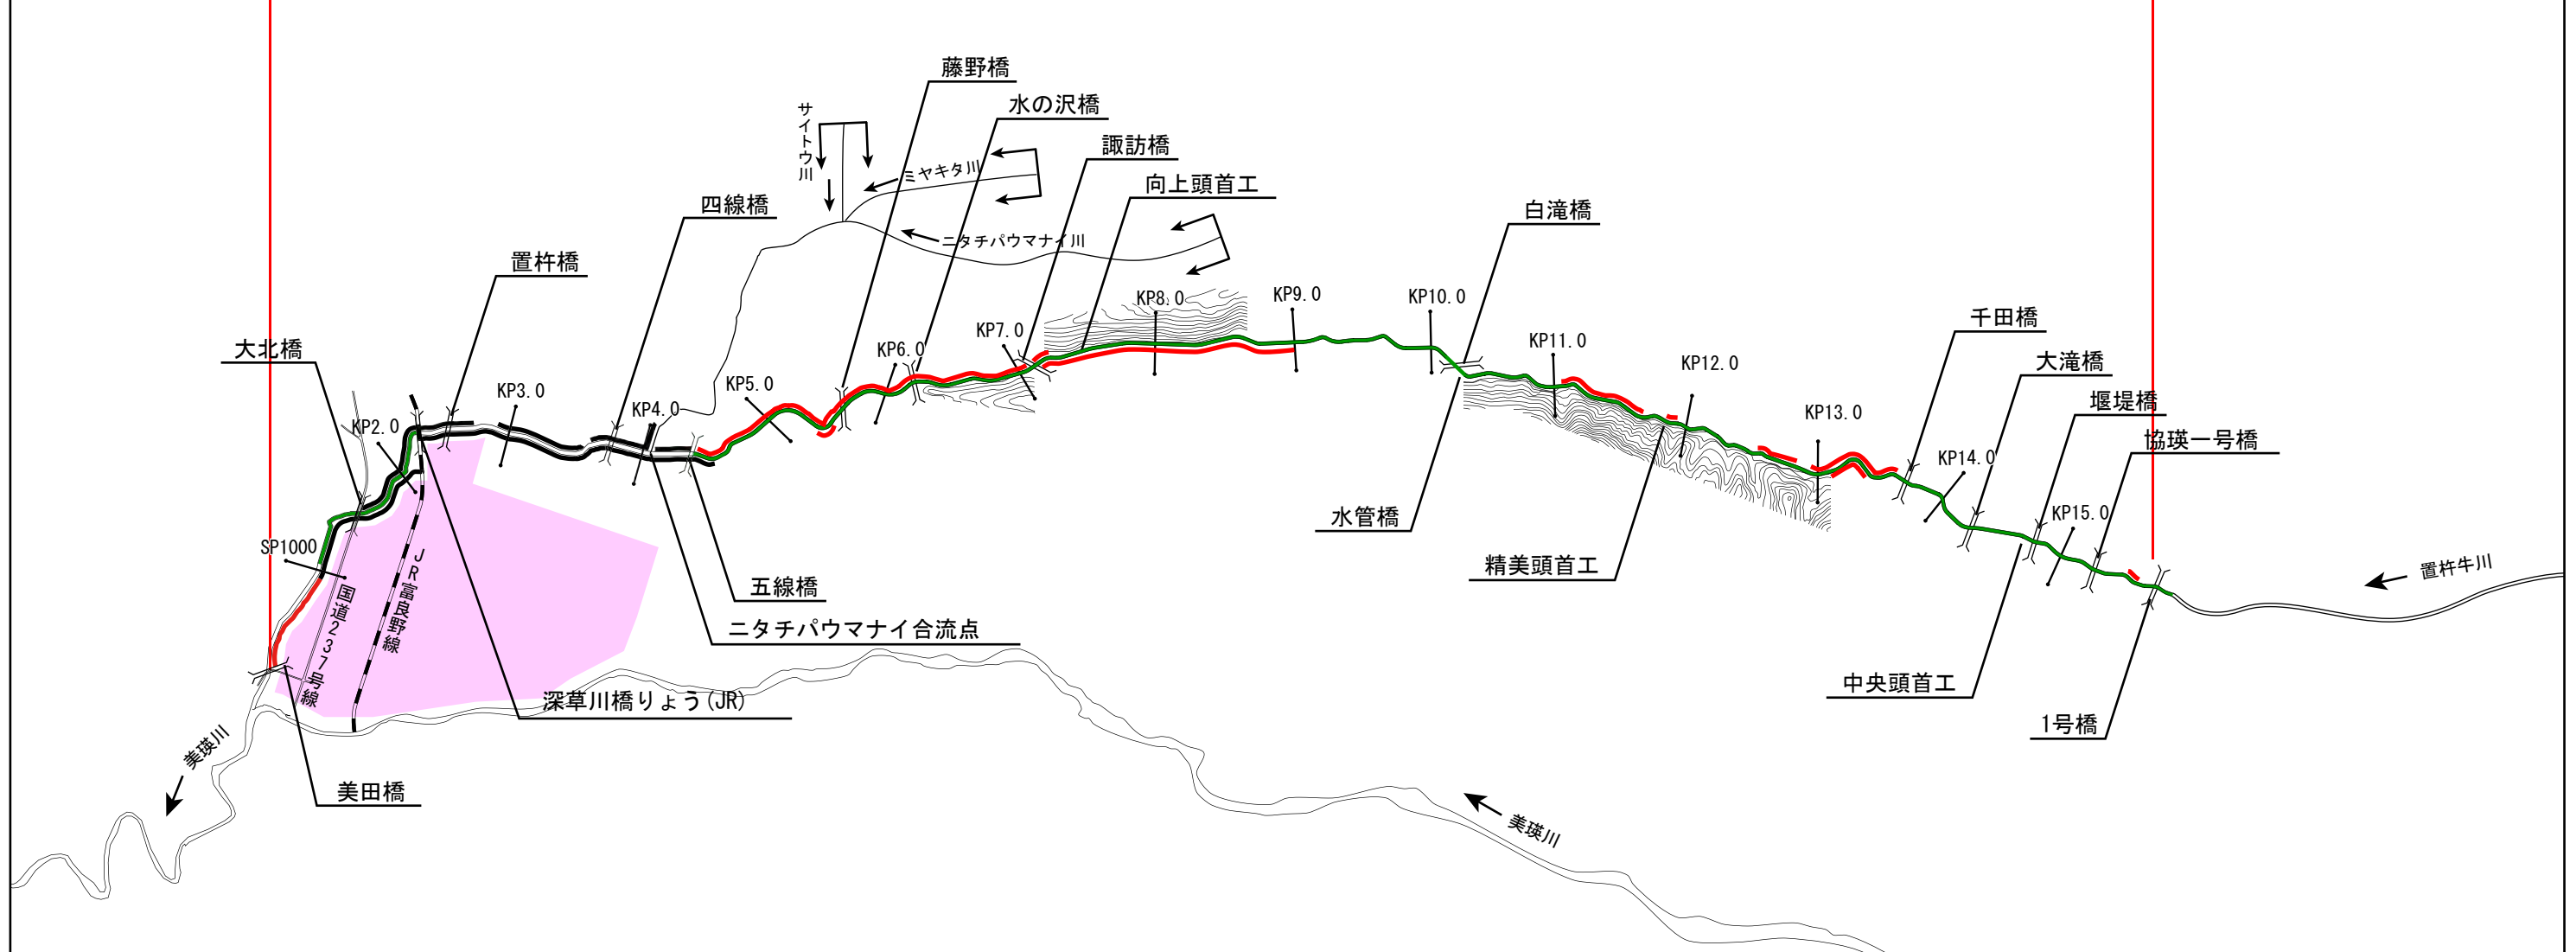 藤野橋
水の沢橋
サイトウ川
諏訪橋
ミヤキタ川
向上頭首工
四線橋
白滝橋
ニタチパウマナイ川
置杵橋
KP8.0
KP9.0
KP10.0
千田橋
KP7.0
大北橋
KP6.0
KP11.0
大滝橋
KP12.0
KP5.0
KP3.0
堰堤橋
KP4.0
KP13.0
KP2.0
協瑛一号橋
KP14.0
水管橋
KP15.0
SP1000
JR富良野線
精美頭首工
置杵牛川
五線橋
国道237号線
ニタチパウマナイ合流点
中央頭首工
深草川橋りょう(JR)
1号橋
美瑛川
美田橋
美瑛川